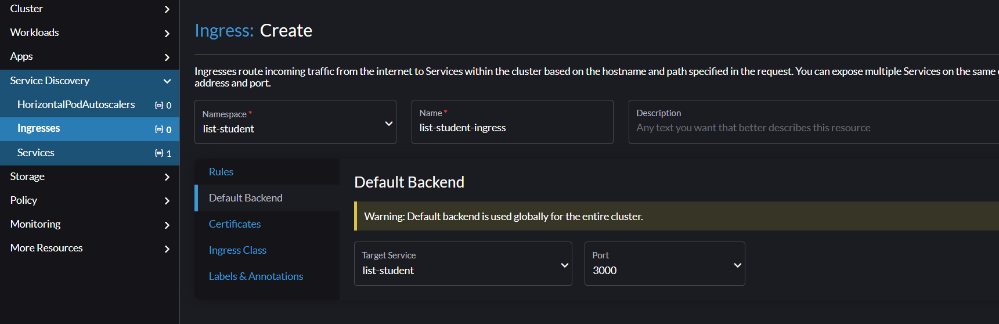 Cluster
Workloads
Apps
Service Discovery
HorizontalPodAutoscalers 0
Ingresses 0
Services 1
Storage
Policy
Monitoring
More Resources
Ingress: Create
Ingresses route incoming traffic from the internet to Services within the cluster based on the hostname and path specified in the request. You can expose multiple Services on the same
address and port.
Namespace *
list-student
Name *
list-student-ingress
Description
Any text you want that better describes this resource
Rules
Default Backend
Certificates
Ingress Class
Labels & Annotations
Default Backend
Warning: Default backend is used globally for the entire cluster.
Target Service
list-student
Port
3000